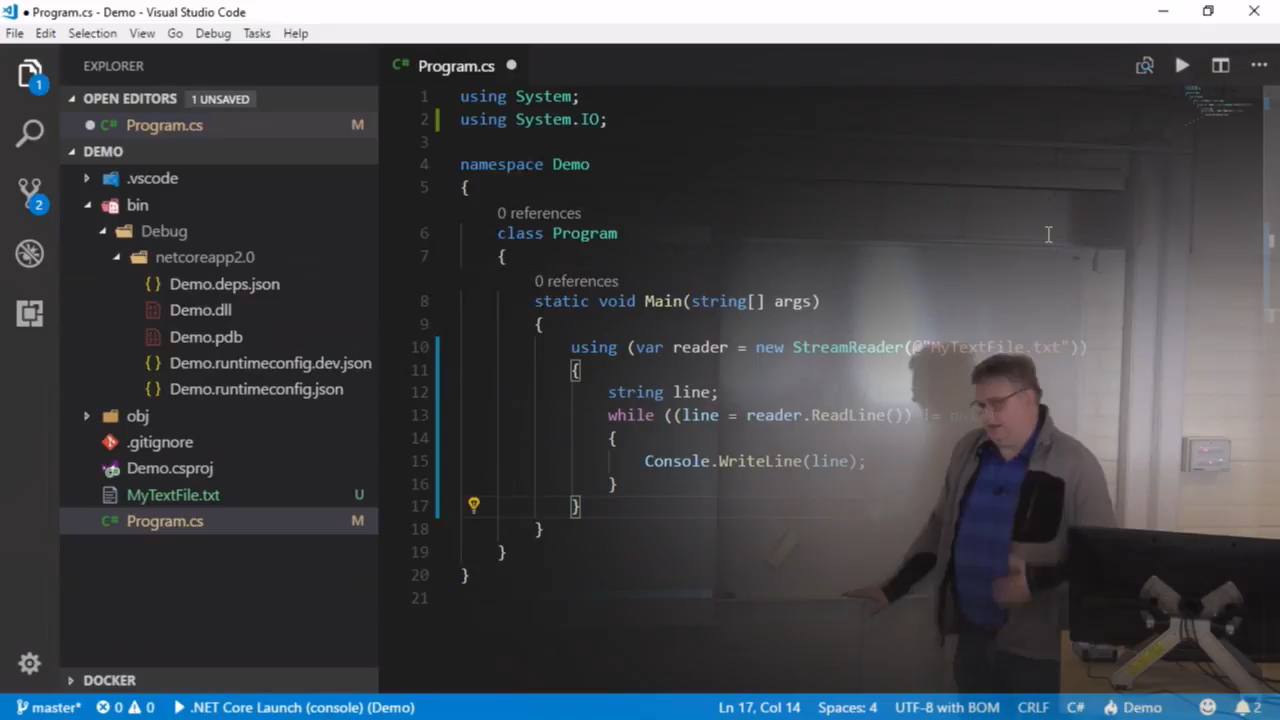 Program.cs - Demo - Visual Studio Code
File Edit Selection View Go Debug Tasks Help
EXPLORER
OPEN EDITORS 1 UNSAVED
Program.cs M
DEMO
.vscode
bin
Debug
netcoreapp2.0
Demo.deps.json
Demo.dll
Demo.pdb
Demo.runtimeconfig.dev.json
Demo.runtimeconfig.json
obj
.gitignore
Demo.csproj
MyTextFile.txt U
Program.cs M
DOCKER
1
2
Program.cs
1 using System;
2 using System.IO;
3
4 namespace Demo
5 {
0 references
6 class Program
7 {
0 references
8 static void Main(string[] args)
9 {
10 using (var reader = new StreamReader(@"MyTextFile.txt"))
11 {
12 string line;
13 while ((line = reader.ReadLine()) !=
14 {
15 Console.WriteLine(line);
16 }
17 }
18 }
19 }
20 }
21
master* 0 0 .NET Core Launch (console) (Demo) Ln 17, Col 14 Spaces: 4 UTF-8 with BOM CRLF C# Demo 2